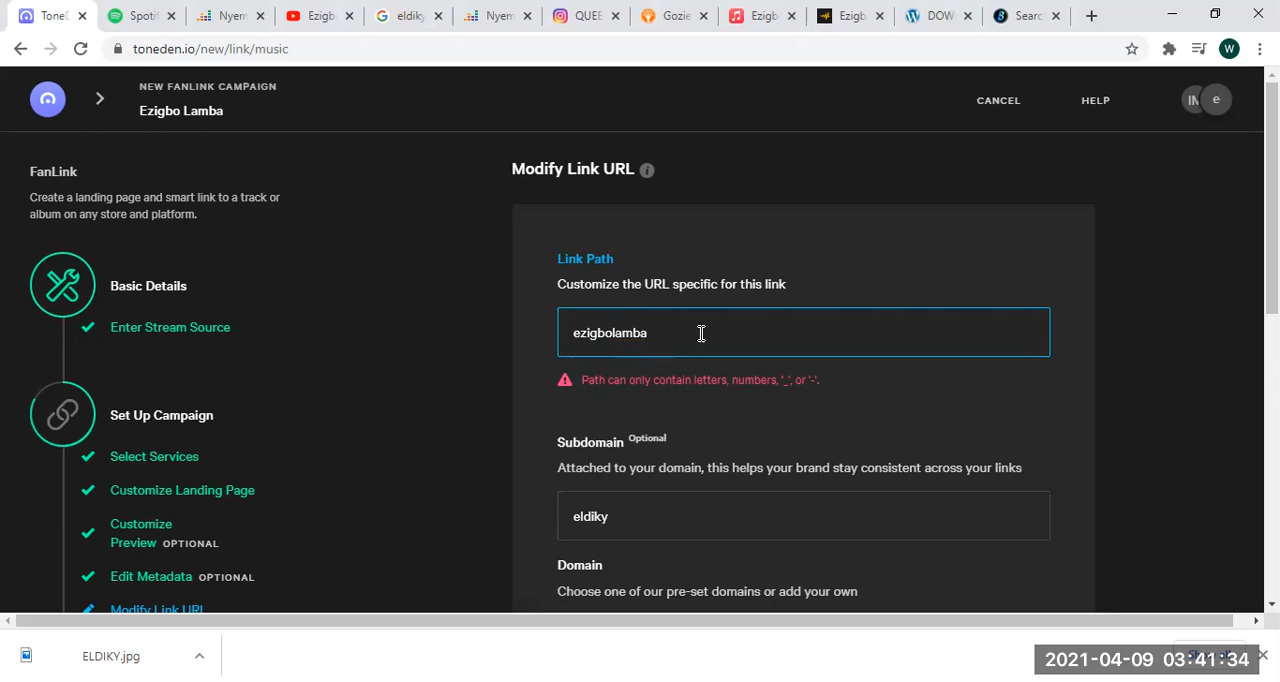 ToneD
Spotif
Nyem
Ezigb
eldiky
Nyem
QUEE
Gozie
Ezigb
Ezigb
DOW
Sear
toneden.io/new/link/music
W
NEW FANLINK CAMPAIGN
Ezigbo Lamba
CANCEL
HELP
e
Modify Link URL
FanLink
Create a landing page and smart link to a track or
album on any store and platform.
Link Path
Customize the URL specific for this link
Basic Details
ezigbolamba
Enter Stream Source
Path can only contain letters, numbers, '_', or '-'.
Set Up Campaign
Subdomain Optional
Select Services
Attached to your domain, this helps your brand stay consistent across your links
Customize Landing Page
eldiky
Customize
Preview OPTIONAL
Domain
Edit Metadata OPTIONAL
Choose one of our pre-set domains or add your own
Modify Link URL
ELDIKY.jpg
2021-04-09 03:41:34